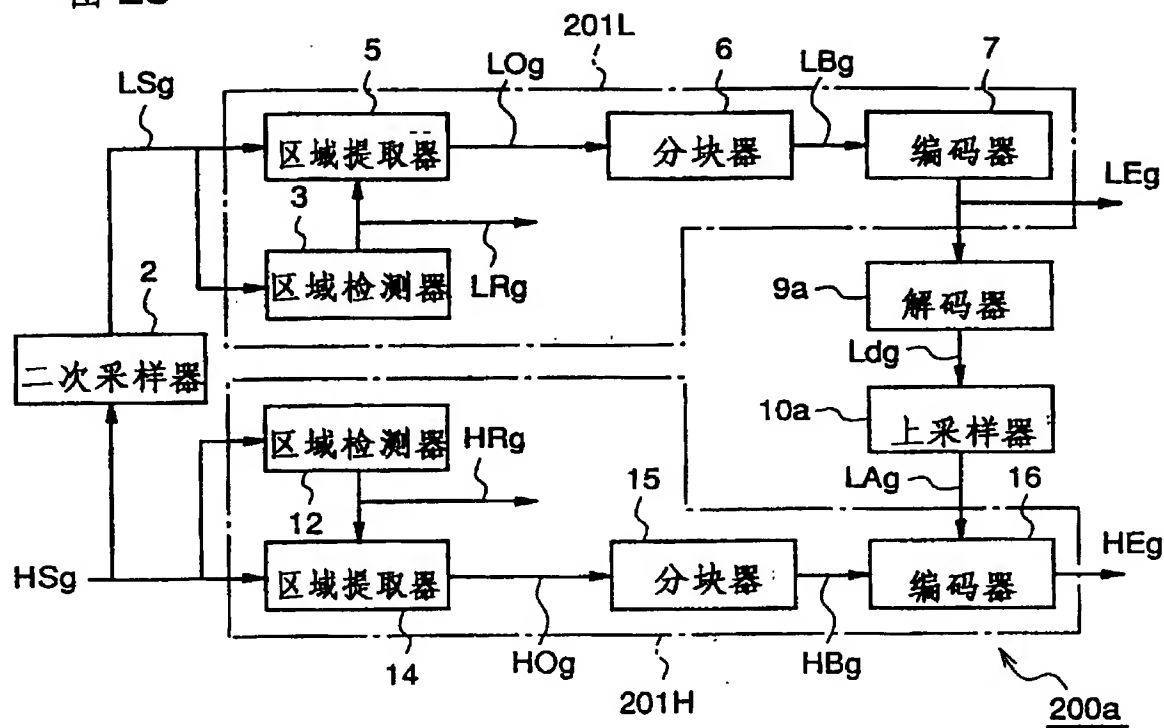 201L
5
LOg
6
LBg
7
LSg
区域提取器
分块器
编码器
LEg
3
LRg
区域检测器
2
9a
解码器
二次采样器
Ldg
10a
上采样器
区域检测器
HRg
LAg
12
15
16
HSg
区域提取器
分块器
编码器
HEg
14
HOg
HBg
201H
200a